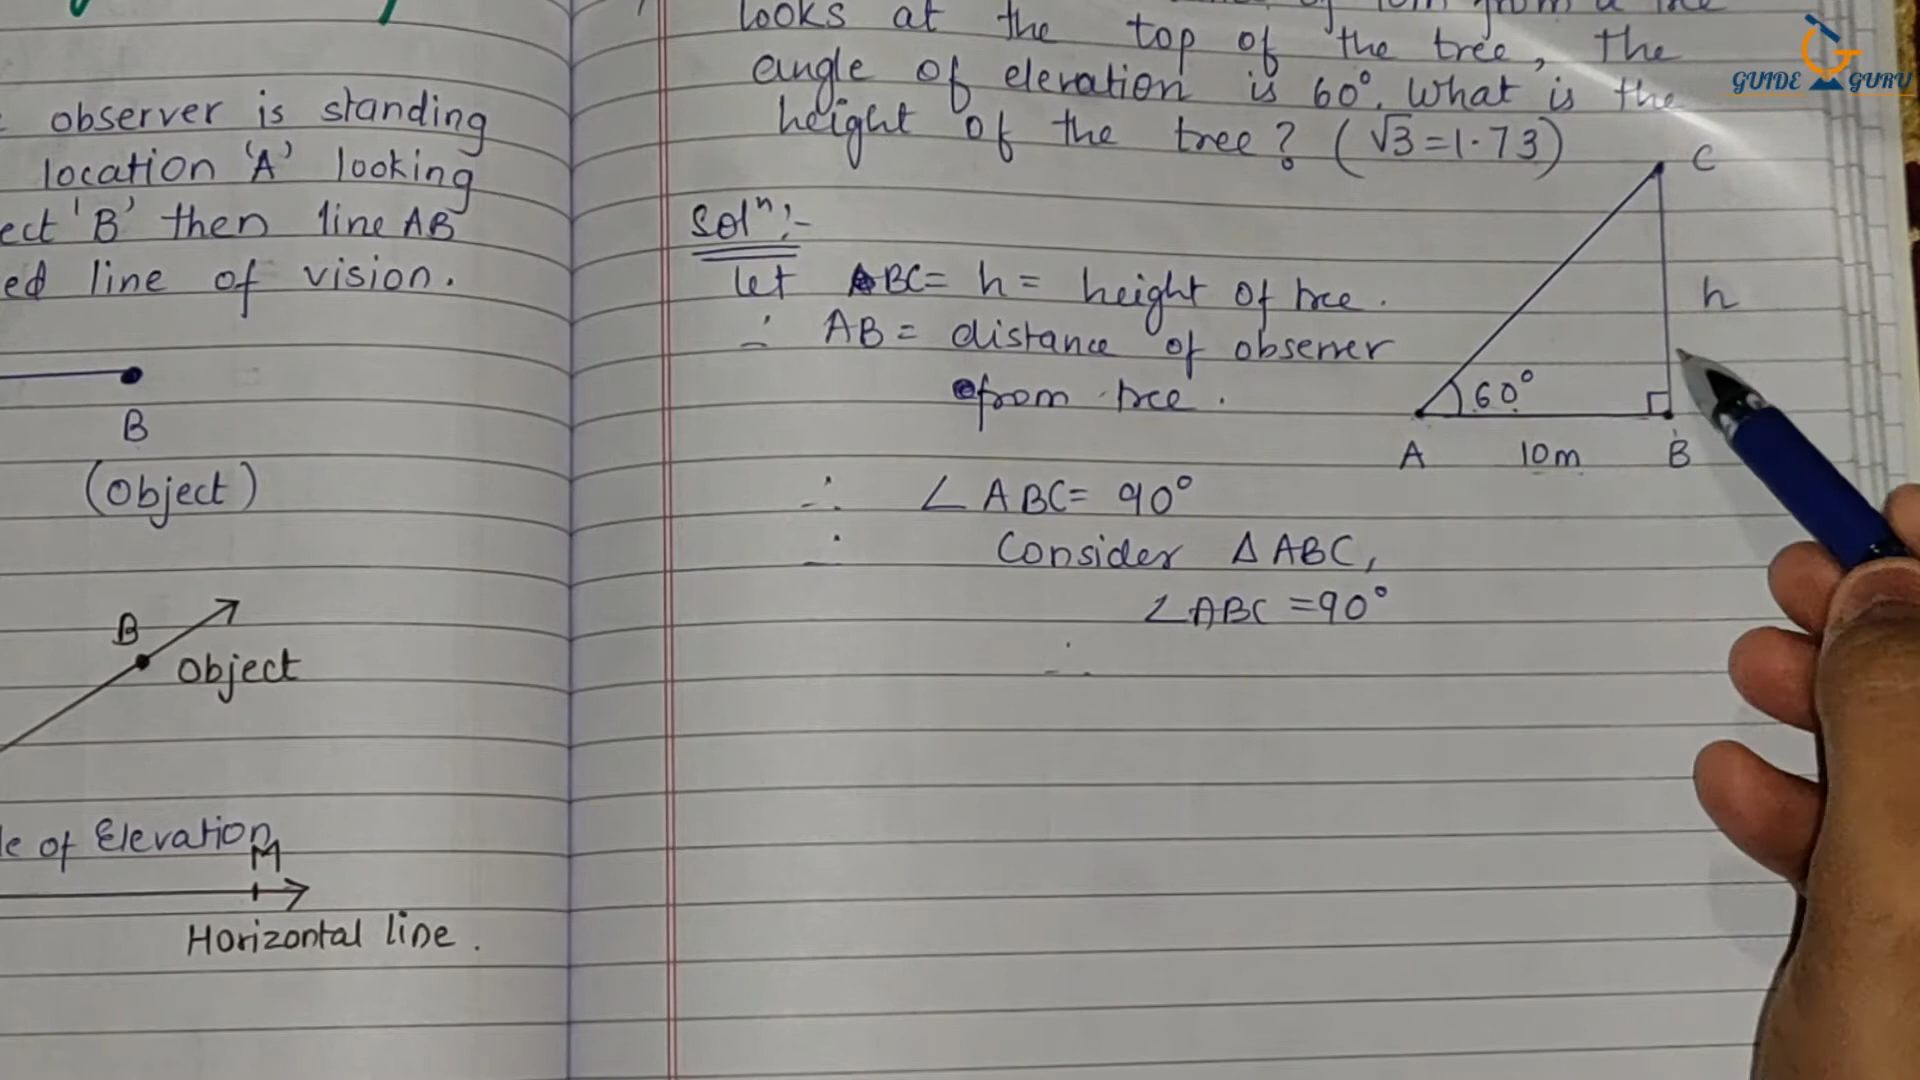 observer is standing
location 'A' looking
ect 'B' then line AB
ed line of vision.
B
(Object)
B
Object
le of Elevation
M
Horizontal line.
of 10m from a
looks at the top of the tree, the
angle of elevation is 60°. What is the
height of the tree? (√3=1.73)
Solⁿ:-
let BC= h = height of tree.
∴ AB = distance of observer
from tree.
∴ ∠ABC= 90°
∴ Consider ΔABC,
∠ABC =90°
∴
C
h
60°
A 10m B
GUIDE GURU